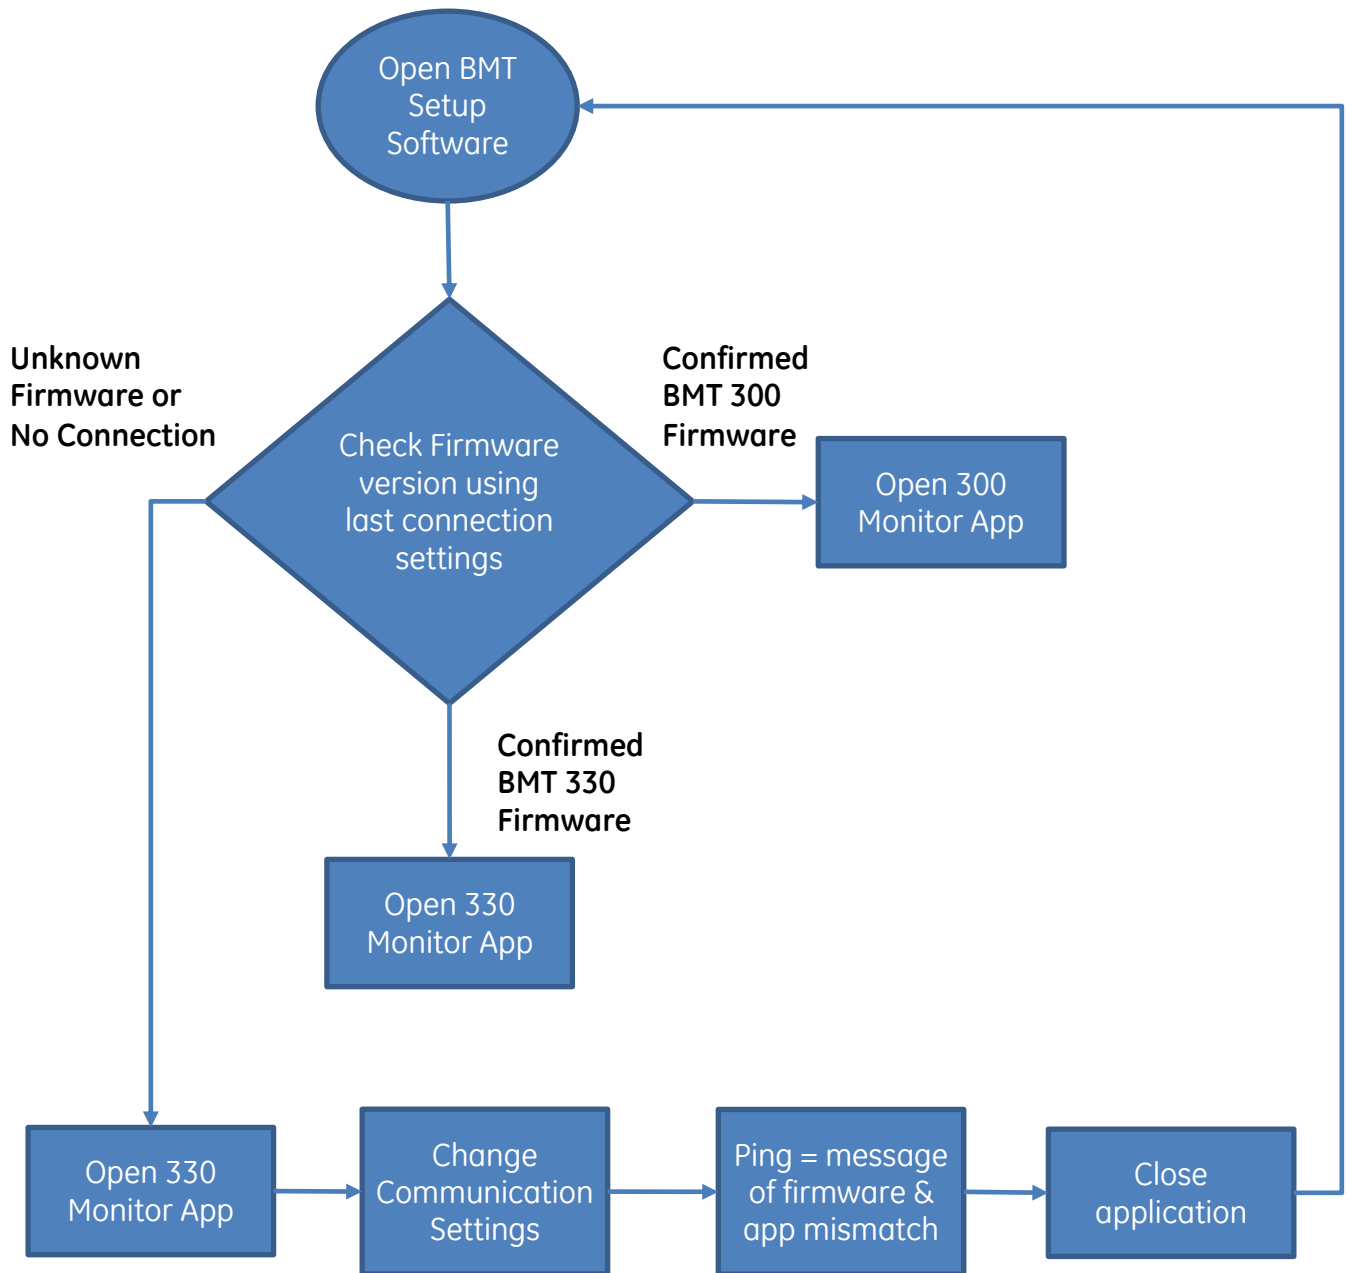 Open BMT
Setup
Software
Unknown
Firmware or
No Connection
Confirmed
BMT 300
Firmware
Check Firmware
version using
last connection
settings
Open 300
Monitor App
Confirmed
BMT 330
Firmware
Open 330
Monitor App
Open 330
Monitor App
Change
Communication
Settings
Ping = message
of firmware &
app mismatch
Close
application